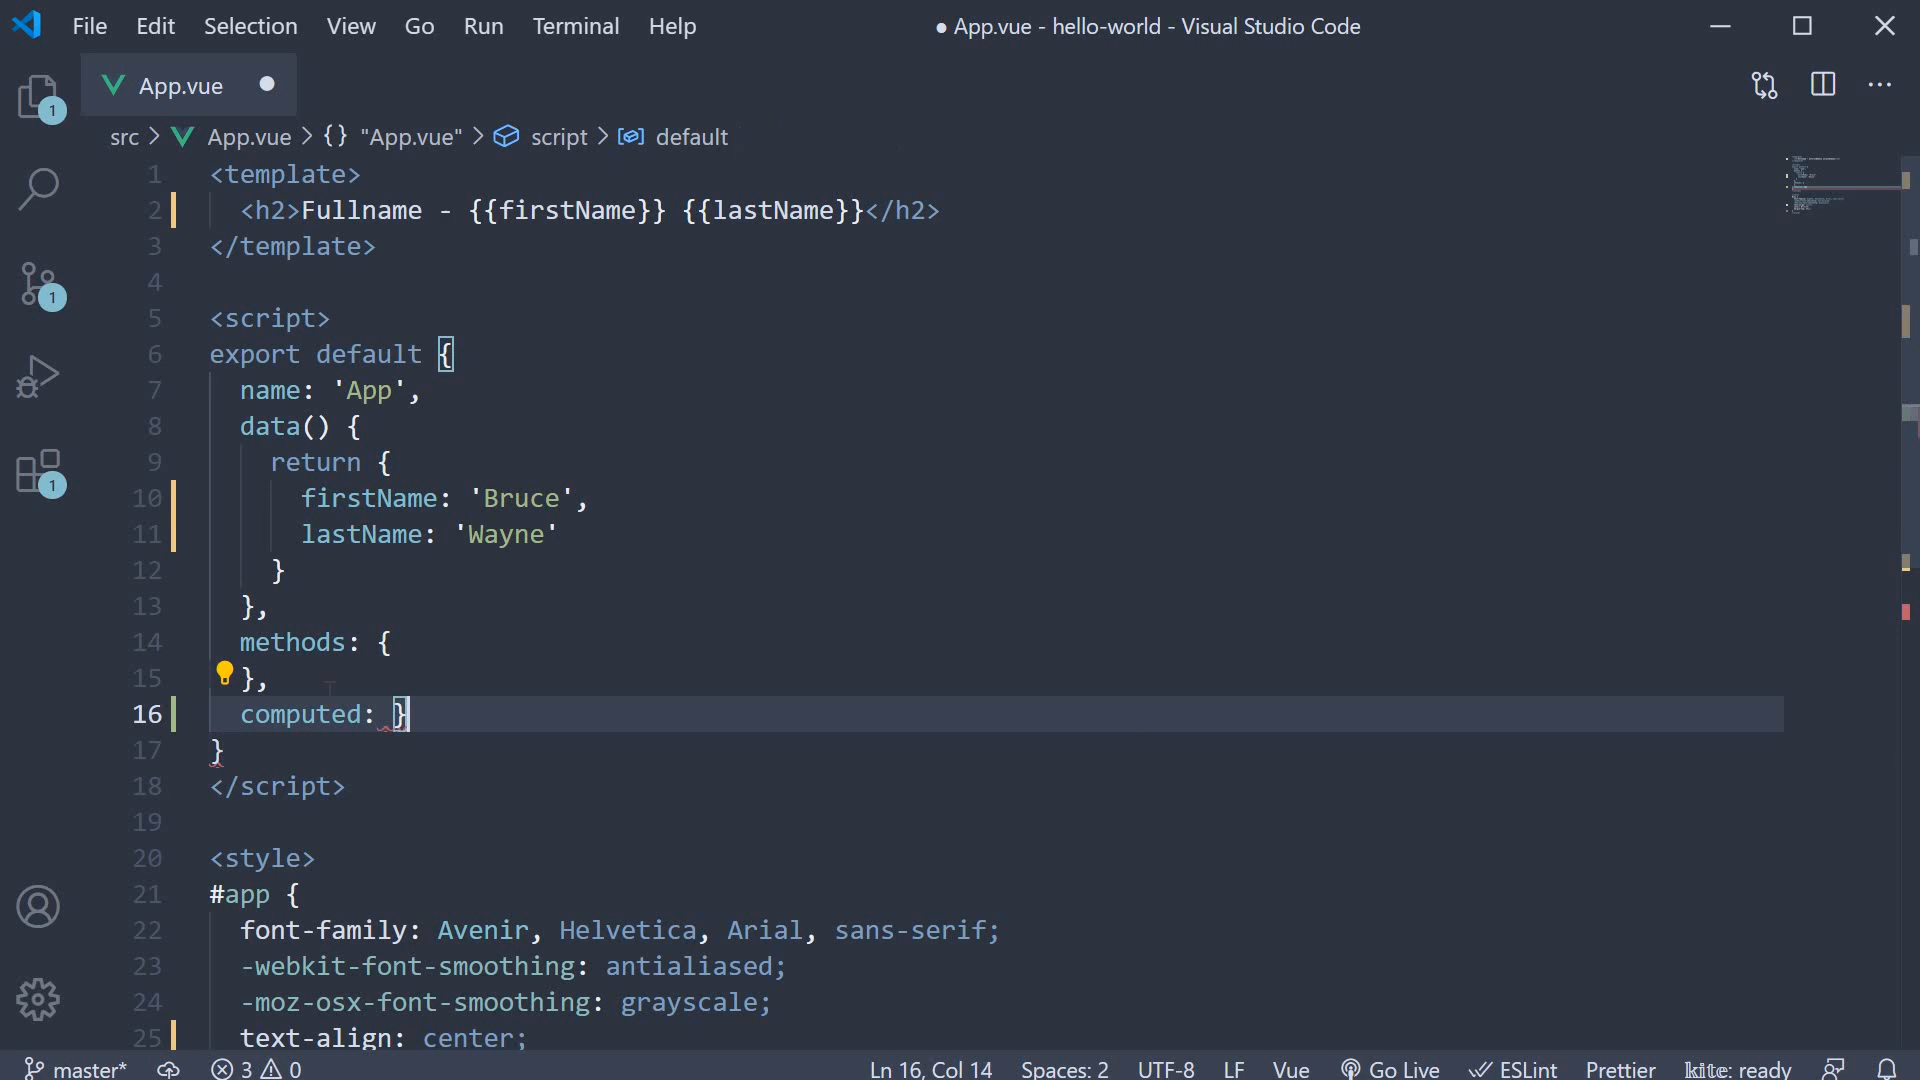 File Edit Selection View Go Run Terminal Help ● App.vue - hello-world - Visual Studio Code
App.vue
src > App.vue > {} "App.vue" > script > default
1 <template>
2 <h2>Fullname - {{firstName}} {{lastName}}</h2>
3 </template>
4
5 <script>
6 export default {
7 name: 'App',
8 data() {
9 return {
10 firstName: 'Bruce',
11 lastName: 'Wayne'
12 }
13 },
14 methods: {
15 },
16 computed: }
17 }
18 </script>
19
20 <style>
21 #app {
22 font-family: Avenir, Helvetica, Arial, sans-serif;
23 -webkit-font-smoothing: antialiased;
24 -moz-osx-font-smoothing: grayscale;
25 text-align: center;
1
1
1
master* 3 0 Ln 16, Col 14 Spaces: 2 UTF-8 LF Vue Go Live ESLint Prettier kite: ready